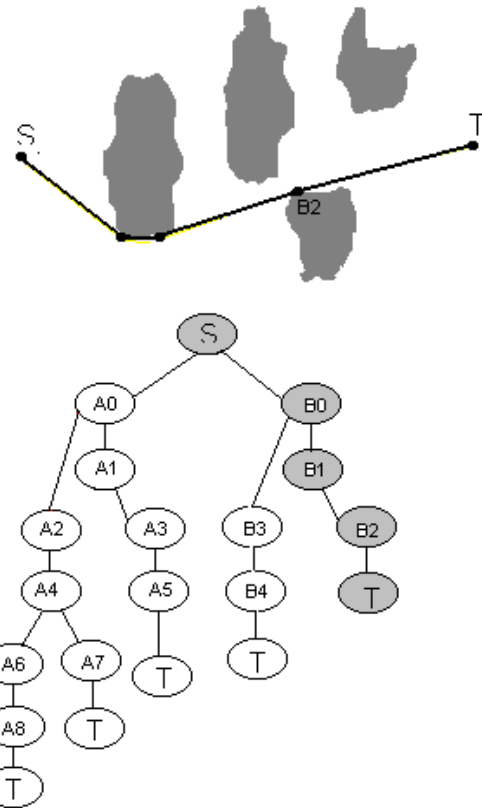 S
T
B2
S
A0 B0
A1 B1
A2 A3 B3 B2
A4 A5 B4 T
A6 A7 T T
A8 T
T